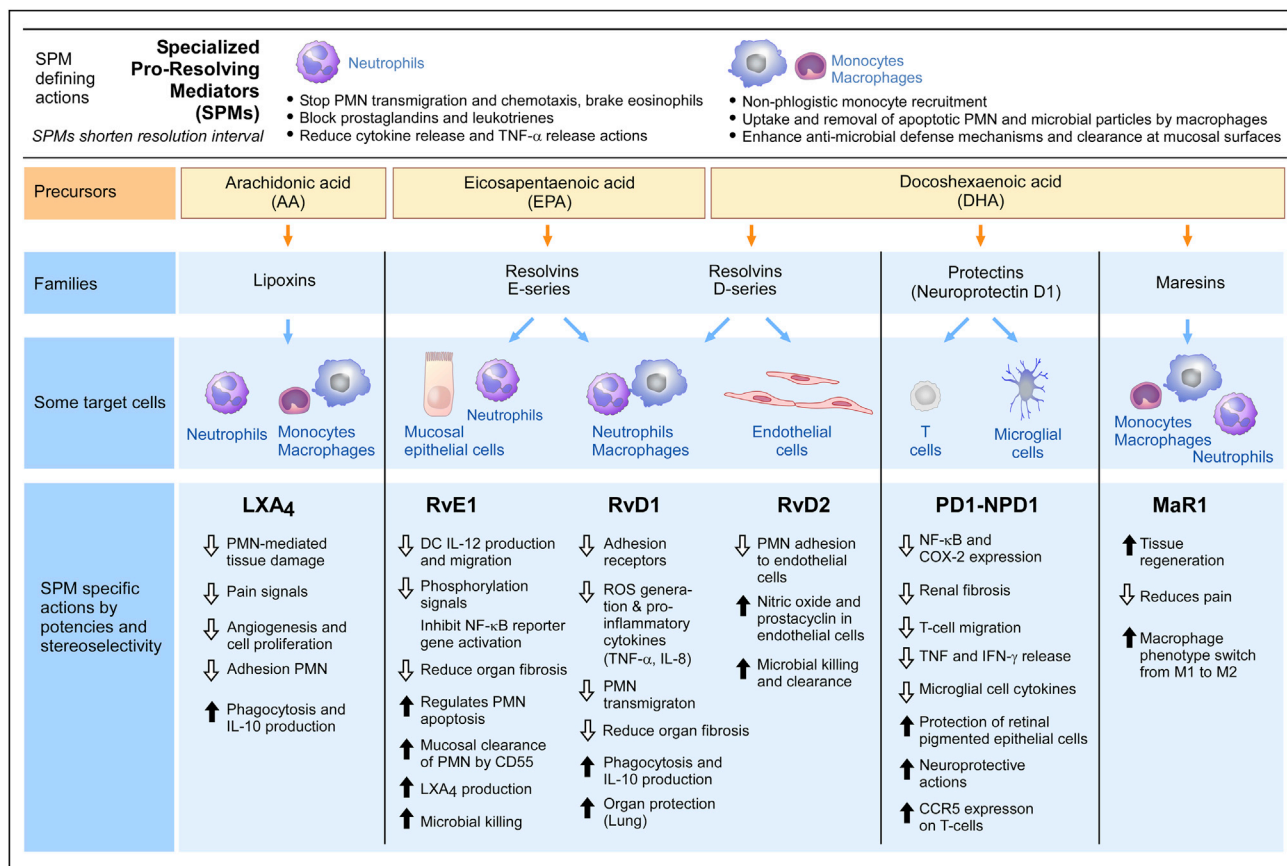 SPM
defining
actions
Specialized
Pro-Resolving
Mediators
(SPMs)
SPMs shorten resolution interval
Neutrophils
• Stop PMN transmigration and chemotaxis, brake eosinophils
• Block prostaglandins and leukotrienes
• Reduce cytokine release and TNF-α release actions
Monocytes
Macrophages
• Non-phlogistic monocyte recruitment
• Uptake and removal of apoptotic PMN and microbial particles by macrophages
• Enhance anti-microbial defense mechanisms and clearance at mucosal surfaces
Precursors
Arachidonic acid
(AA)
Eicosapentaenoic acid
(EPA)
Docoshexaenoic acid
(DHA)
Families
Lipoxins
Resolvins
E-series
Resolvins
D-series
Protectins
(Neuroprotectin D1)
Maresins
Some target cells
Neutrophils
Monocytes
Macrophages
Mucosal
epithelial cells
Neutrophils
Neutrophils
Macrophages
Endothelial
cells
T
cells
Microglial
cells
Monocytes
Macrophages
Neutrophils
SPM specific
actions by
potencies and
stereoselectivity
LXA4
⇩ PMN-mediated
tissue damage
⇩ Pain signals
⇩ Angiogenesis and
cell proliferation
⇩ Adhesion PMN
⬆ Phagocytosis and
IL-10 production
RvE1
⇩ DC IL-12 production
and migration
⇩ Phosphorylation
signals
Inhibit NF-κB reporter
gene activation
⇩ Reduce organ fibrosis
⬆ Regulates PMN
apoptosis
⬆ Mucosal clearance
of PMN by CD55
⬆ LXA4 production
⬆ Microbial killing
RvD1
⇩ Adhesion
receptors
⇩ ROS genera-
tion & pro-
inflammatory
cytokines
(TNF-α, IL-8)
⇩ PMN
transmigraton
⇩ Reduce organ fibrosis
⬆ Phagocytosis and
IL-10 production
⬆ Organ protection
(Lung)
RvD2
⇩ PMN adhesion
to endothelial
cells
⬆ Nitric oxide and
prostacyclin in
endothelial cells
⬆ Microbial killing
and clearance
PD1-NPD1
⇩ NF-κB and
COX-2 expression
⇩ Renal fibrosis
⇩ T-cell migration
⇩ TNF and IFN-γ release
⇩ Microglial cell cytokines
⬆ Protection of retinal
pigmented epithelial cells
⬆ Neuroprotective
actions
⬆ CCR5 expresson
on T-cells
MaR1
⬆ Tissue
regeneration
⇩ Reduces pain
⬆ Macrophage
phenotype switch
from M1 to M2